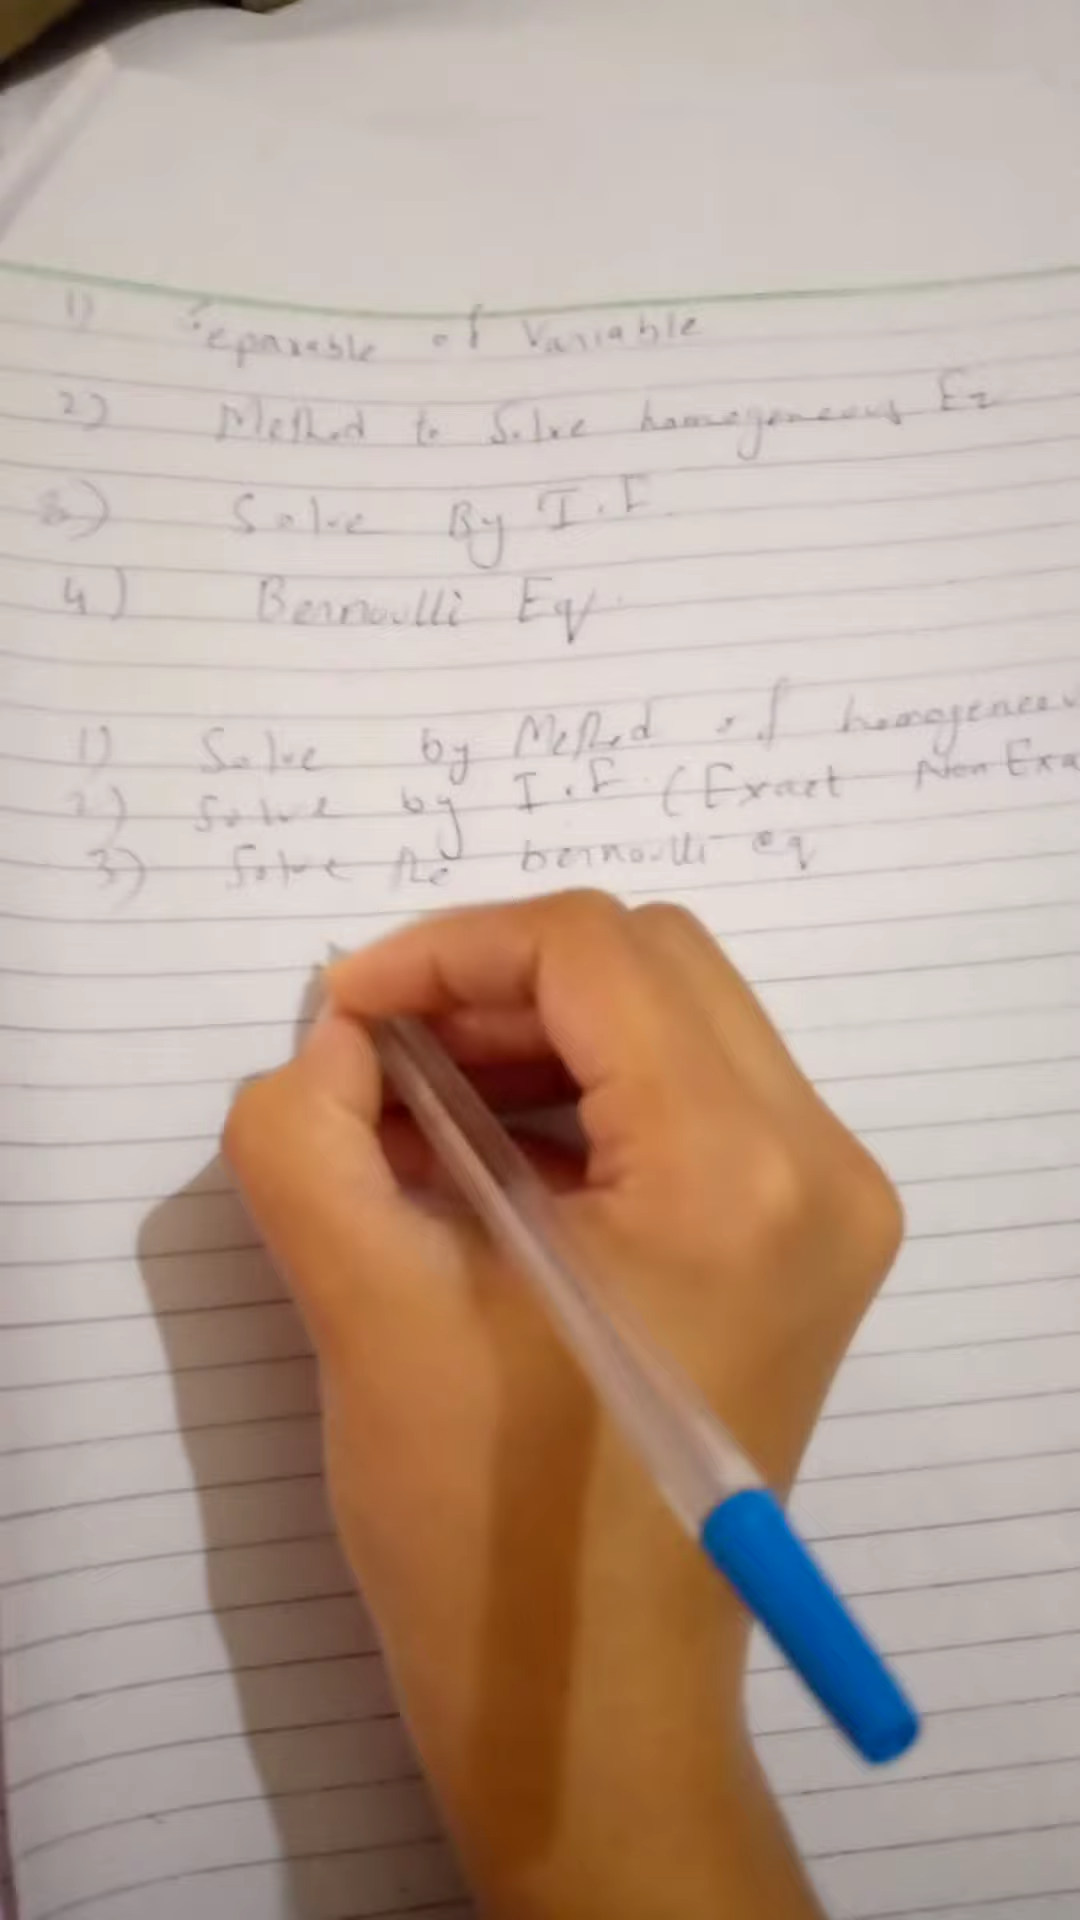 1) Separable of Variable
2) Method to Solve homogeneous Eq
3) Solve By I.F
4) Bernoulli Eq.
1) Solve by Method of homogeneou
2) Solve by I.F. (Exact Non Exa
3) Solve the bernoulli eq